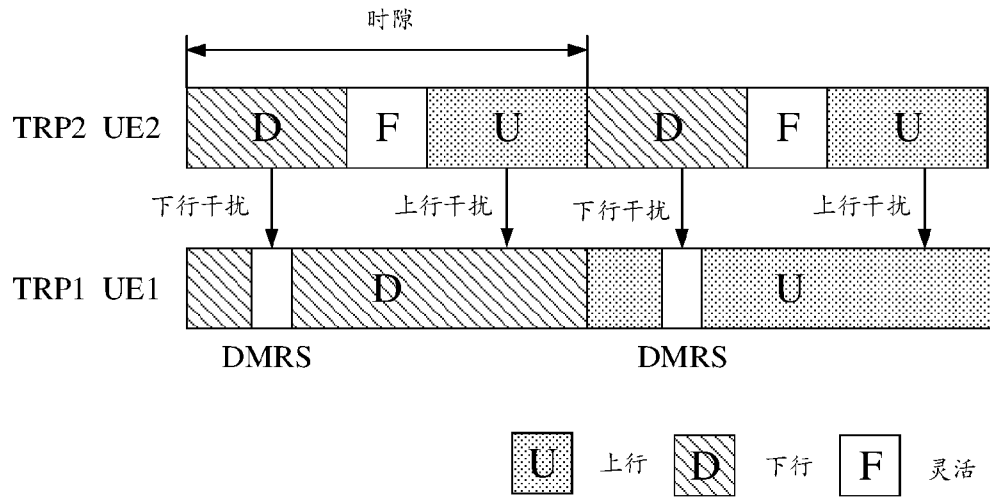 时隙
TRP2 UE2 D F U D F U
下行干扰 上行干扰 下行干扰 上行干扰
TRP1 UE1 D U
DMRS DMRS
U 上行 D 下行 F 灵活